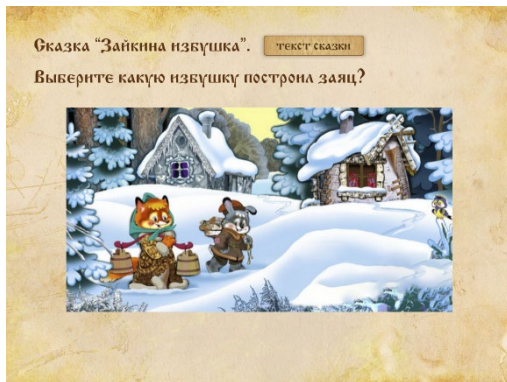 Сказка "Зайкина избушка". текст сказки
Выберите какую избушку построил заяц?